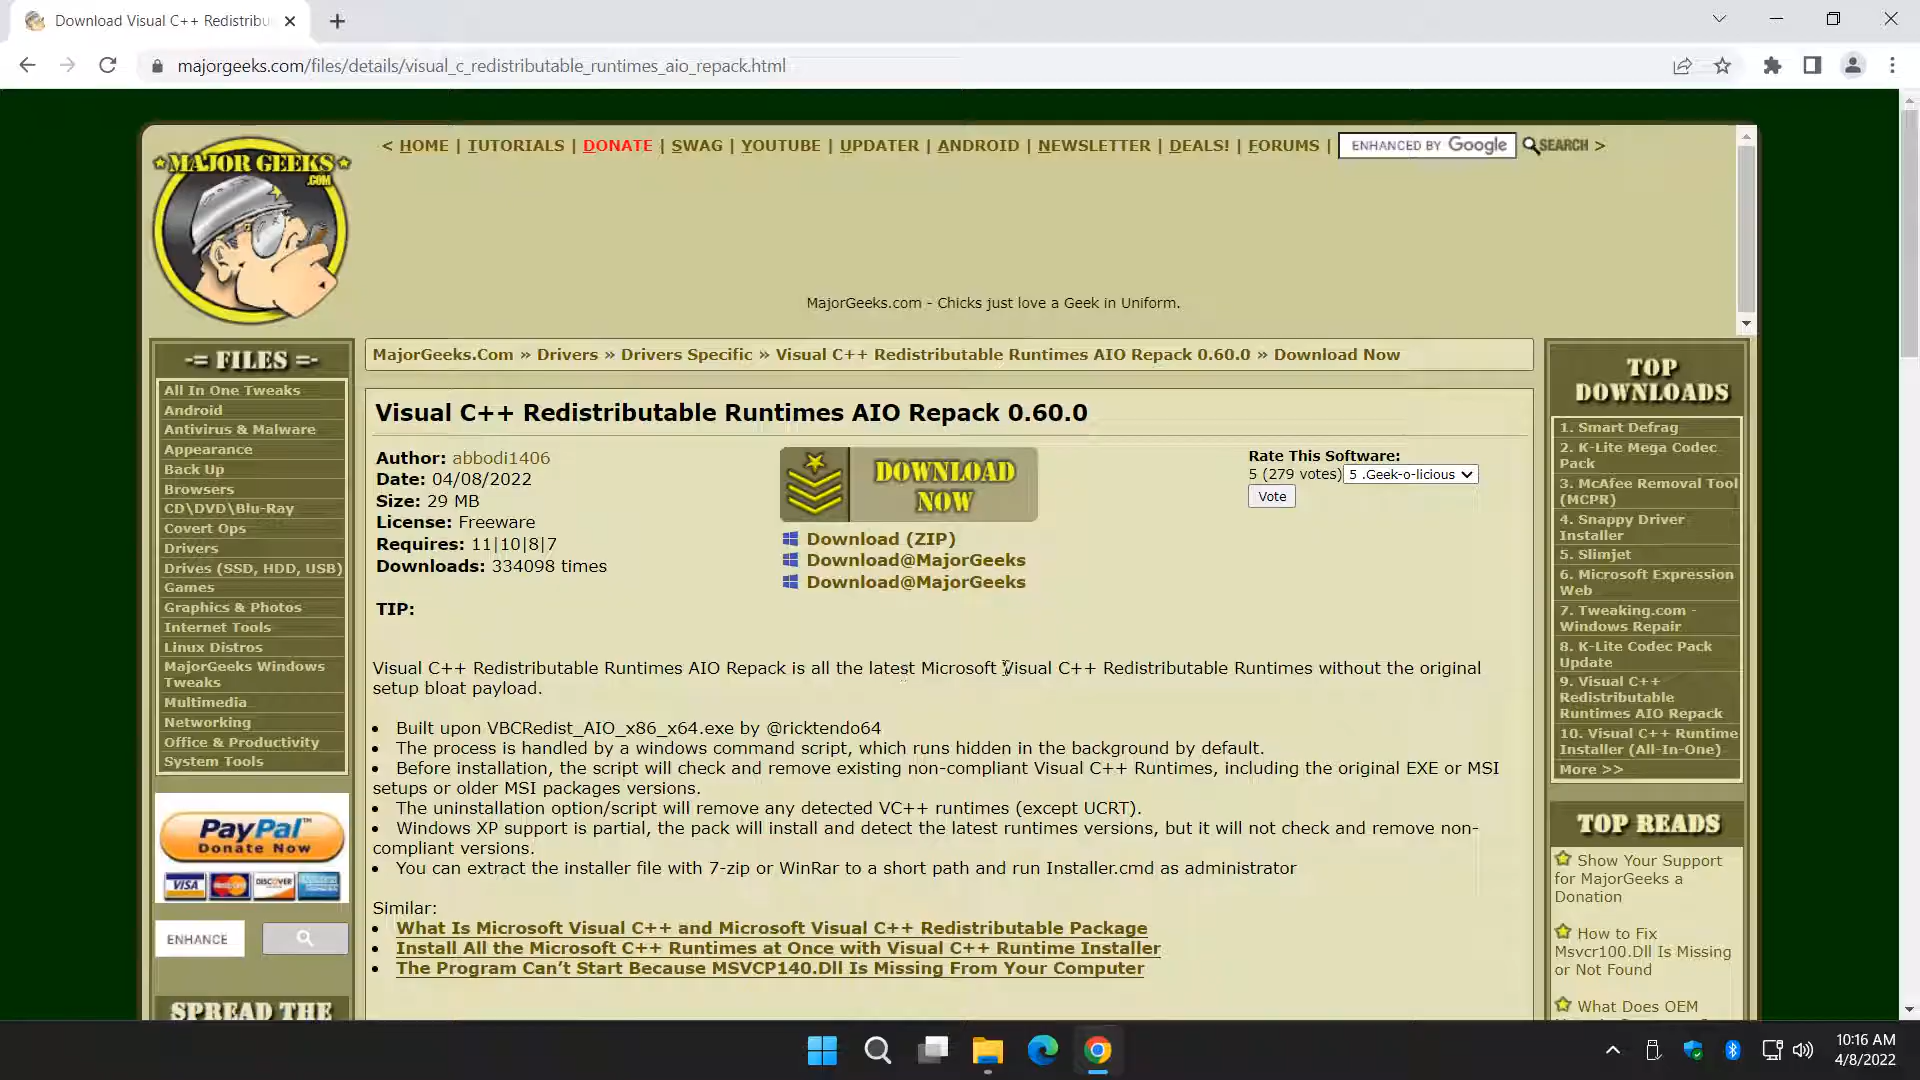 Download Visual C++ Redistribu
majorgeeks.com/files/details/visual_c_redistributable_runtimes_aio_repack.html
MAJOR GEEKS
.COM
< HOME | TUTORIALS | DONATE | SWAG | YOUTUBE | UPDATER | ANDROID | NEWSLETTER | DEALS! | FORUMS | ENHANCED BY Google SEARCH >
MajorGeeks.com - Chicks just love a Geek in Uniform.
-= FILES =-
All In One Tweaks
Android
Antivirus & Malware
Appearance
Back Up
Browsers
CD\DVD\Blu-Ray
Covert Ops
Drivers
Drives (SSD, HDD, USB)
Games
Graphics & Photos
Internet Tools
Linux Distros
MajorGeeks Windows
Tweaks
Multimedia
Networking
Office & Productivity
System Tools
PayPal™
Donate Now
VISA
DISCOVER
ENHANCE
SPREAD THE
MajorGeeks.Com » Drivers » Drivers Specific » Visual C++ Redistributable Runtimes AIO Repack 0.60.0 » Download Now
Visual C++ Redistributable Runtimes AIO Repack 0.60.0
Author: abbodi1406
Date: 04/08/2022
Size: 29 MB
License: Freeware
Requires: 11|10|8|7
Downloads: 334098 times
TIP:
DOWNLOAD
NOW
Download (ZIP)
Download@MajorGeeks
Download@MajorGeeks
Rate This Software:
5 (279 votes) 5 .Geek-o-licious
Vote
Visual C++ Redistributable Runtimes AIO Repack is all the latest Microsoft Visual C++ Redistributable Runtimes without the original
setup bloat payload.
• Built upon VBCRedist_AIO_x86_x64.exe by @ricktendo64
• The process is handled by a windows command script, which runs hidden in the background by default.
• Before installation, the script will check and remove existing non-compliant Visual C++ Runtimes, including the original EXE or MSI
setups or older MSI packages versions.
• The uninstallation option/script will remove any detected VC++ runtimes (except UCRT).
• Windows XP support is partial, the pack will install and detect the latest runtimes versions, but it will not check and remove non-
compliant versions.
• You can extract the installer file with 7-zip or WinRar to a short path and run Installer.cmd as administrator
Similar:
• What Is Microsoft Visual C++ and Microsoft Visual C++ Redistributable Package
• Install All the Microsoft C++ Runtimes at Once with Visual C++ Runtime Installer
• The Program Can’t Start Because MSVCP140.Dll Is Missing From Your Computer
TOP
DOWNLOADS
1. Smart Defrag
2. K-Lite Mega Codec
Pack
3. McAfee Removal Tool
(MCPR)
4. Snappy Driver
Installer
5. Slimjet
6. Microsoft Expression
Web
7. Tweaking.com -
Windows Repair
8. K-Lite Codec Pack
Update
9. Visual C++
Redistributable
Runtimes AIO Repack
10. Visual C++ Runtime
Installer (All-In-One)
More >>
TOP READS
Show Your Support
for MajorGeeks a
Donation
How to Fix
Msvcr100.Dll Is Missing
or Not Found
What Does OEM
10:16 AM
4/8/2022